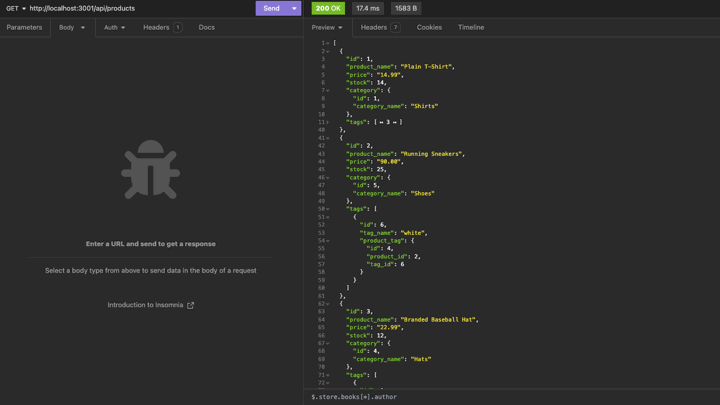 GET http://localhost:3001/api/products Send 200 OK 17.4 ms 1583 B
Parameters Body Auth Headers 1 Docs
Preview Headers 7 Cookies Timeline
Enter a URL and send to get a response
Select a body type from above to send data in the body of a request
Introduction to Insomnia
1 [
2 {
3 "id": 1,
4 "product_name": "Plain T-Shirt",
5 "price": "14.99",
6 "stock": 14,
7 "category": {
8 "id": 1,
9 "category_name": "Shirts"
10 },
11 "tags": [ ↔ 3 ↔ ]
40 },
41 {
42 "id": 2,
43 "product_name": "Running Sneakers",
44 "price": "90.00",
45 "stock": 25,
46 "category": {
47 "id": 5,
48 "category_name": "Shoes"
49 },
50 "tags": [
51 {
52 "id": 6,
53 "tag_name": "white",
54 "product_tag": {
55 "id": 4,
56 "product_id": 2,
57 "tag_id": 6
58 }
59 }
60 ]
61 },
62 {
63 "id": 3,
64 "product_name": "Branded Baseball Hat",
65 "price": "22.99",
66 "stock": 12,
67 "category": {
68 "id": 4,
69 "category_name": "Hats"
70 },
71 "tags": [
72 {
$.store.books[*].author